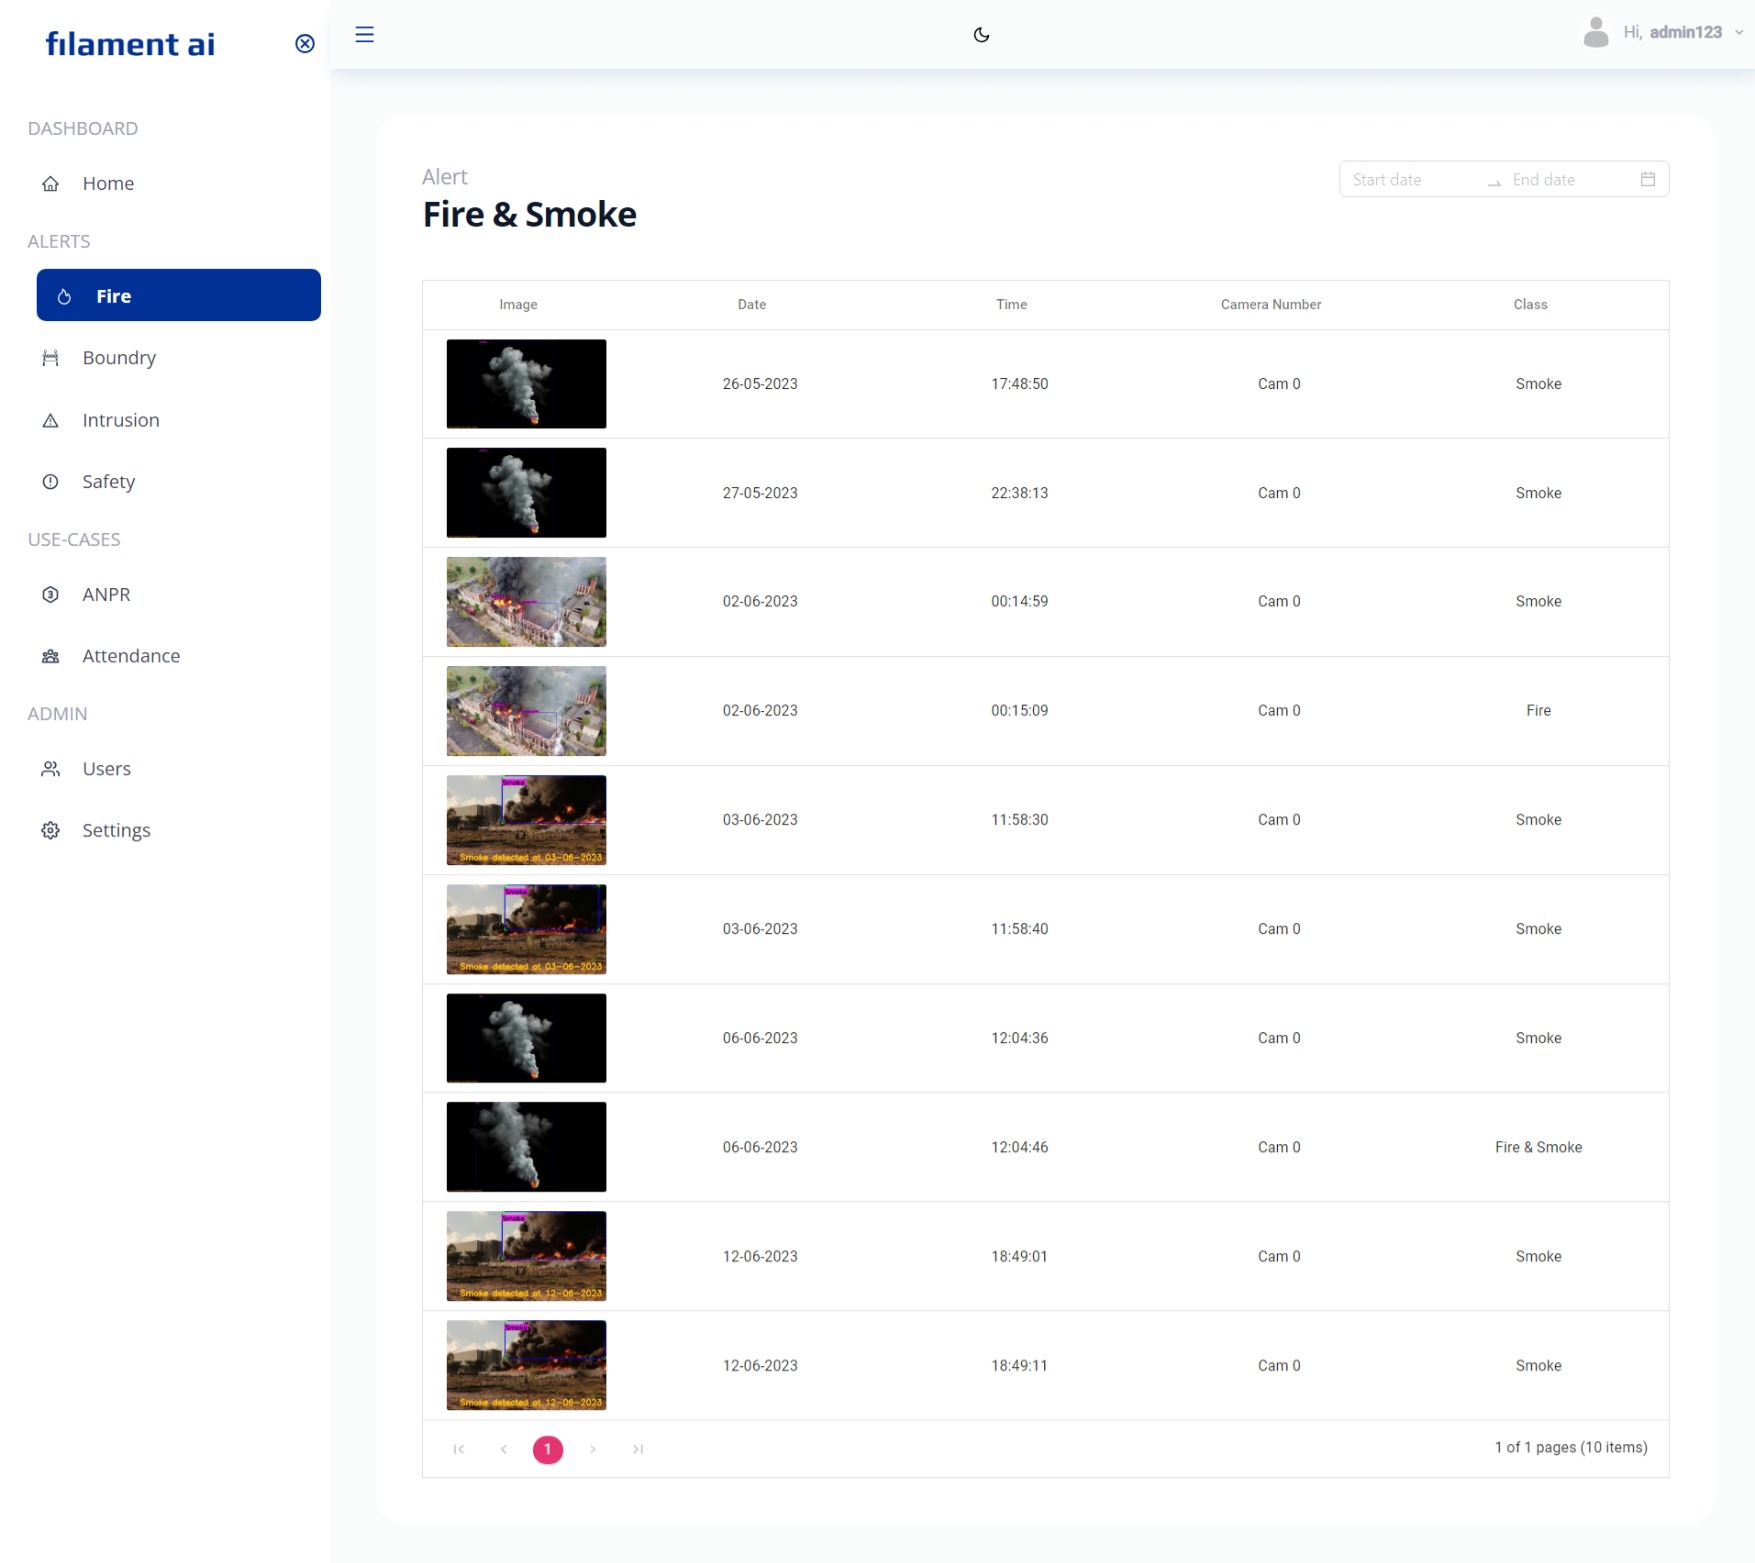 filament ai
Hi, admin123
DASHBOARD
Home
ALERTS
Fire
Boundry
Intrusion
Safety
USE-CASES
ANPR
Attendance
ADMIN
Users
Settings
Alert
Fire & Smoke
Start date End date
Image Date Time Camera Number Class
26-05-2023 17:48:50 Cam 0 Smoke
27-05-2023 22:38:13 Cam 0 Smoke
02-06-2023 00:14:59 Cam 0 Smoke
02-06-2023 00:15:09 Cam 0 Fire
Smoke
03-06-2023 11:58:30 Cam 0 Smoke
Smoke detected at 03-06-2023
Smoke
03-06-2023 11:58:40 Cam 0 Smoke
Smoke detected at 03-06-2023
06-06-2023 12:04:36 Cam 0 Smoke
06-06-2023 12:04:46 Cam 0 Fire & Smoke
Smoke
12-06-2023 18:49:01 Cam 0 Smoke
Smoke detected at 12-06-2023
Smoke
12-06-2023 18:49:11 Cam 0 Smoke
Smoke detected at 12-06-2023
1 1 of 1 pages (10 items)